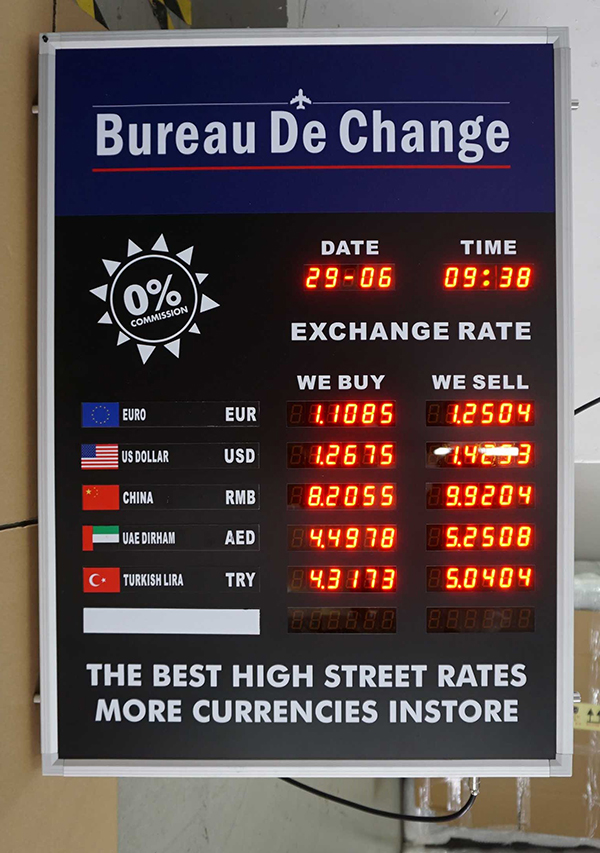 Bureau De Change
0%
COMMISSION
DATE TIME
29-06 09:38
EXCHANGE RATE
WE BUY WE SELL
EURO EUR 1.1085 1.2504
US DOLLAR USD 1.2675
CHINA RMB 8.2055 9.9204
UAE DIRHAM AED 4.4978 5.2508
TURKISH LIRA TRY 4.3173 5.0404
THE BEST HIGH STREET RATES
MORE CURRENCIES INSTORE